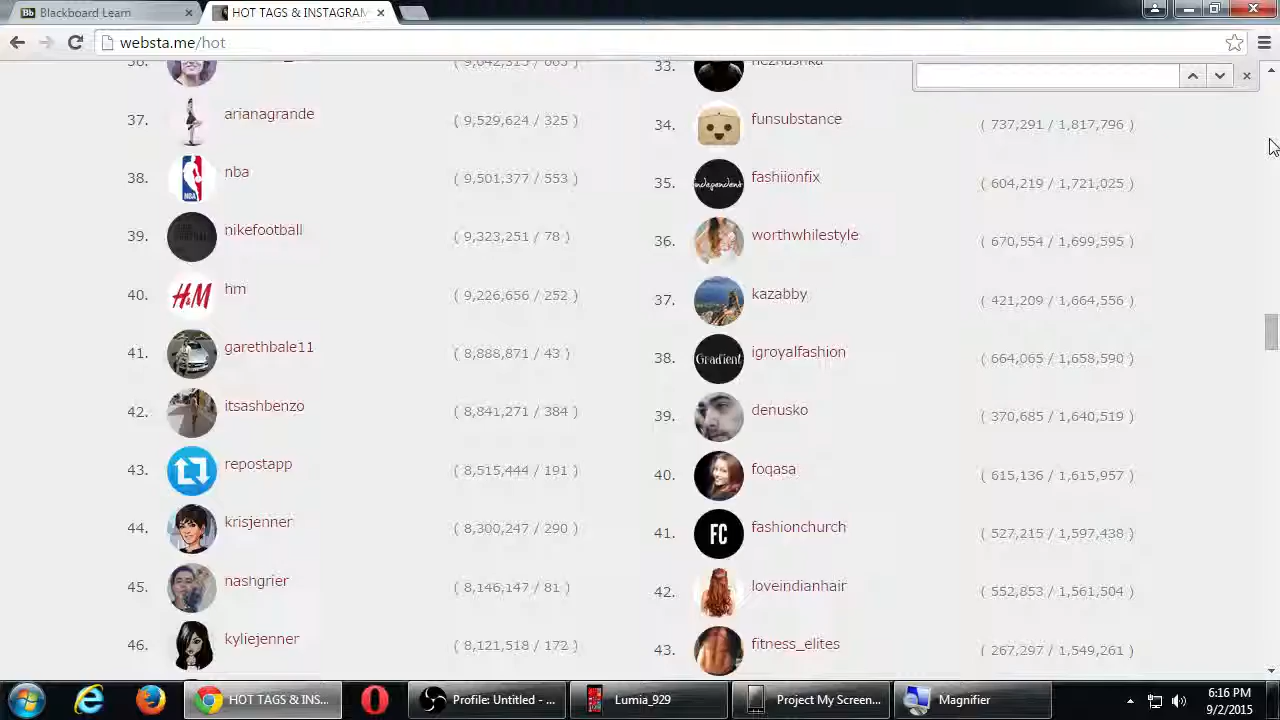 Blackboard Learn
HOT TAGS & INSTAGRAM
websta.me/hot
36.
37. arianagrande ( 9,529,624 / 325 )
38. nba ( 9,501,377 / 553 )
39. nikefootball ( 9,323,251 / 83 )
40. hm ( 9,226,656 / 252 )
41. garethbale11 ( 8,888,871 / 43 )
42. itsashbenzo ( 8,841,271 / 384 )
43. repostapp ( 8,515,444 / 191 )
44. krisjenner ( 8,300,247 / 290 )
45. nashgrier ( 8,146,147 / 81 )
46. kyliejenner ( 8,121,518 / 172 )
33. neznashka
34. funsubstance ( 737,291 / 1,817,796 )
35. fashiionfix ( 604,219 / 1,721,025 )
36. worthwhilestyle ( 670,554 / 1,699,595 )
37. kazabby ( 421,209 / 1,664,556 )
38. igroyalfashion ( 664,065 / 1,658,590 )
39. denusko ( 370,685 / 1,640,519 )
40. foqasa ( 615,136 / 1,615,957 )
41. fashionchurch ( 527,215 / 1,597,438 )
42. loveindianhair ( 552,853 / 1,561,504 )
43. fitness_elites ( 267,297 / 1,549,261 )
NBA
H&M
independent
Gradient
FC
HOT TAGS & INS...
Profile: Untitled - ...
Lumia_929
Project My Screen...
Magnifier
6:16 PM
9/2/2015